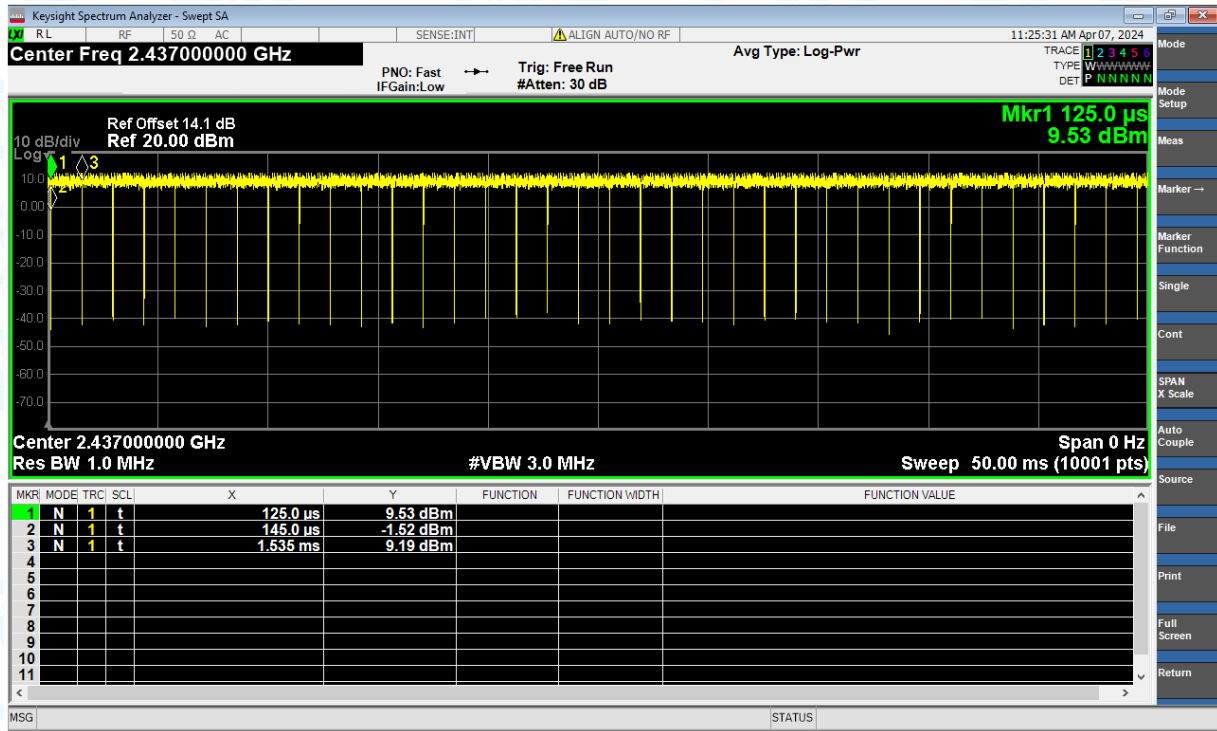 Keysight Spectrum Analyzer - Swept SA
LXI RL RF 50 Ω AC SENSE:INT ALIGN AUTO/NO RF 11:25:31 AM Apr 07, 2024
Center Freq 2.437000000 GHz
PNO: Fast
IFGain:Low
Trig: Free Run
#Atten: 30 dB
Avg Type: Log-Pwr
TRACE 1 2 3 4 5 6
TYPE WWWWWW
DET P N N N N N
Mkr1 125.0 µs
9.53 dBm
Ref Offset 14.1 dB
10 dB/div Ref 20.00 dBm
Log
1 3
2
10.0
0.00
-10.0
-20.0
-30.0
-40.0
-50.0
-60.0
-70.0
Center 2.437000000 GHz Span 0 Hz
Res BW 1.0 MHz #VBW 3.0 MHz Sweep 50.00 ms (10001 pts)
MKR MODE TRC SCL X Y FUNCTION FUNCTION WIDTH FUNCTION VALUE
1 N 1 t 125.0 µs 9.53 dBm
2 N 1 t 145.0 µs -1.52 dBm
3 N 1 t 1.535 ms 9.19 dBm
4
5
6
7
8
9
10
11
MSG STATUS
Mode
Mode
Setup
Meas
Marker →
Marker
Function
Single
Cont
SPAN
X Scale
Auto
Couple
Source
File
Print
Full
Screen
Return